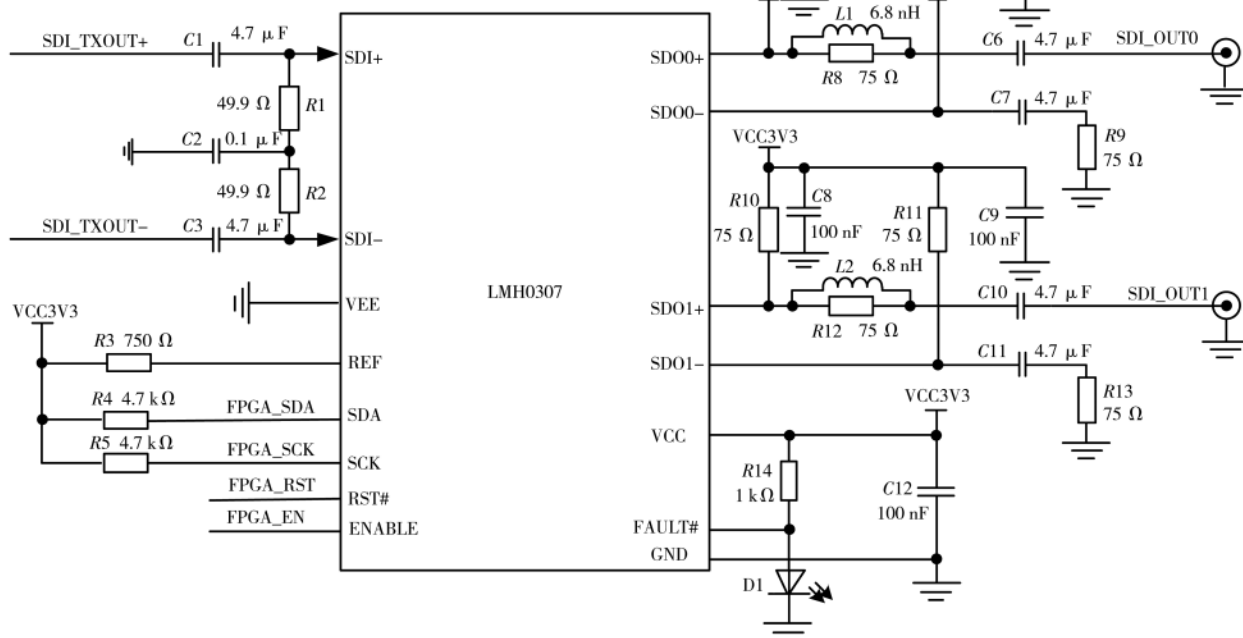 L1 6.8 nH
SDI_TXOUT+ C1 4.7 μF
SDI+
SDO0+
R8 75 Ω
C6 4.7 μF
SDI_OUT0
49.9 Ω R1
SDO0−
C7 4.7 μF
R9
75 Ω
C2 0.1 μF
VCC3V3
49.9 Ω R2
R10
75 Ω
C8
100 nF
R11
75 Ω
C9
100 nF
SDI_TXOUT− C3 4.7 μF
SDI−
LMH0307
L2 6.8 nH
VEE
SDO1+
R12 75 Ω
C10 4.7 μF
SDI_OUT1
VCC3V3
R3 750 Ω
REF
SDO1−
C11 4.7 μF
R13
75 Ω
R4 4.7 kΩ
FPGA_SDA
SDA
VCC3V3
VCC
R5 4.7 kΩ
FPGA_SCK
SCK
R14
1 kΩ
C12
100 nF
FPGA_RST
RST#
FPGA_EN
ENABLE
FAULT#
GND
D1